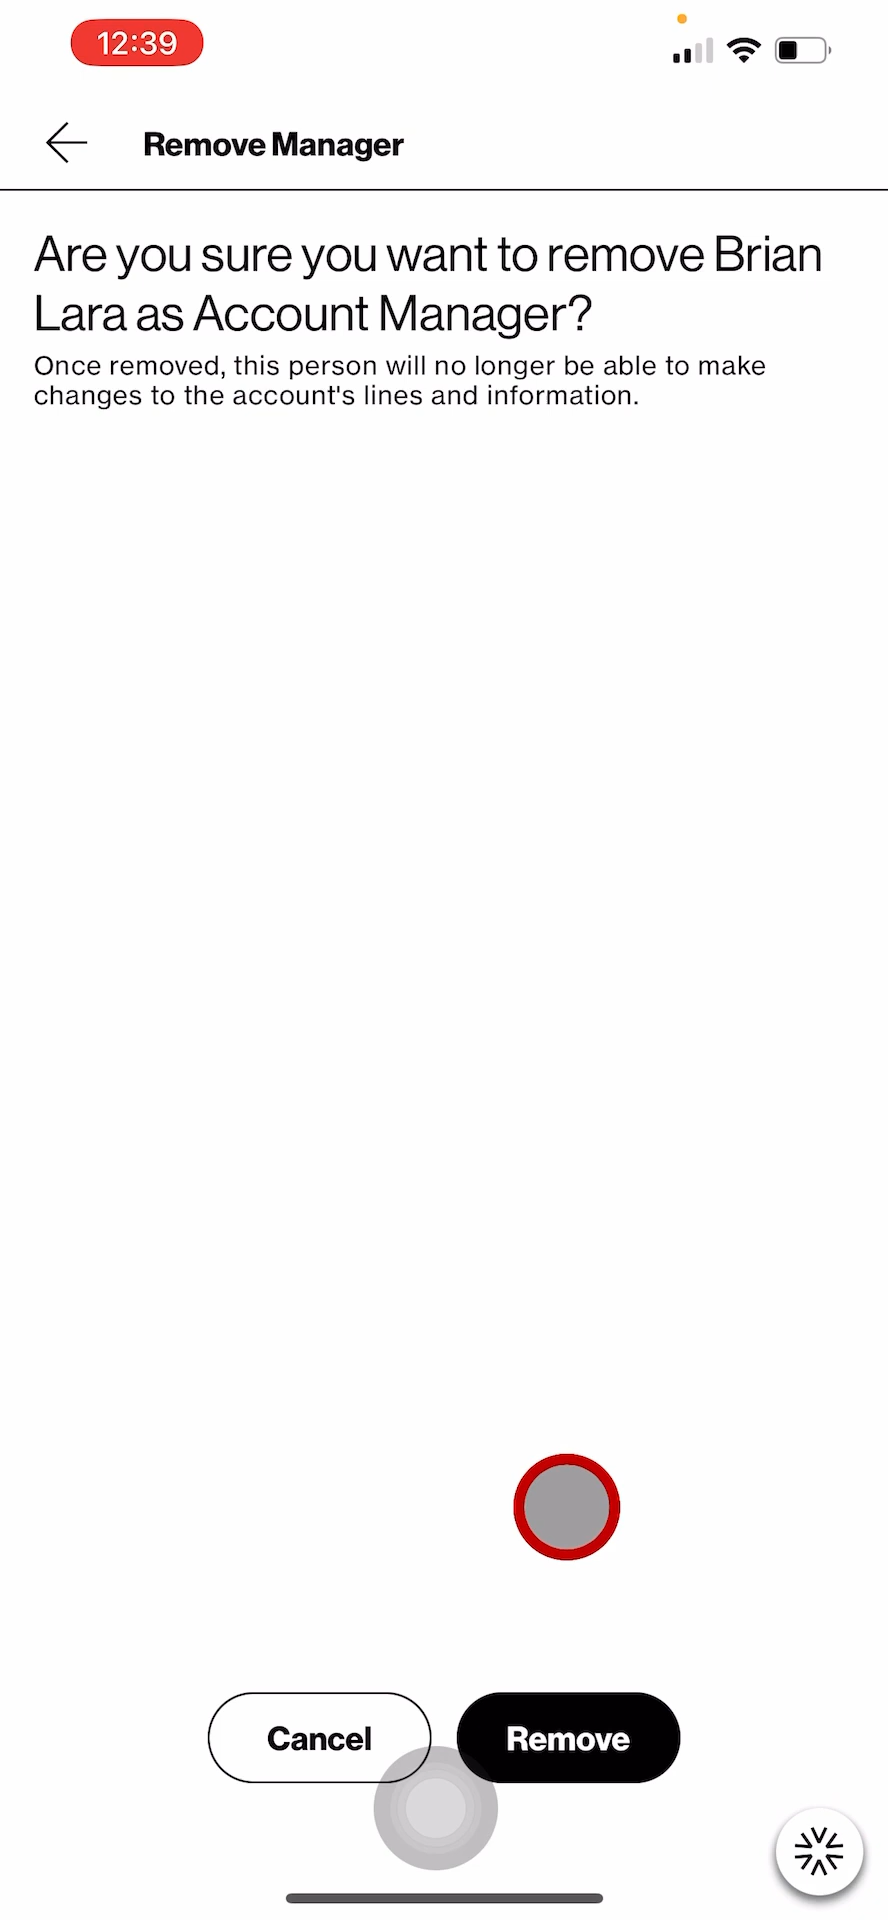 12:39
Remove Manager
Are you sure you want to remove Brian
Lara as Account Manager?
Once removed, this person will no longer be able to make
changes to the account's lines and information.
Cancel
Remove